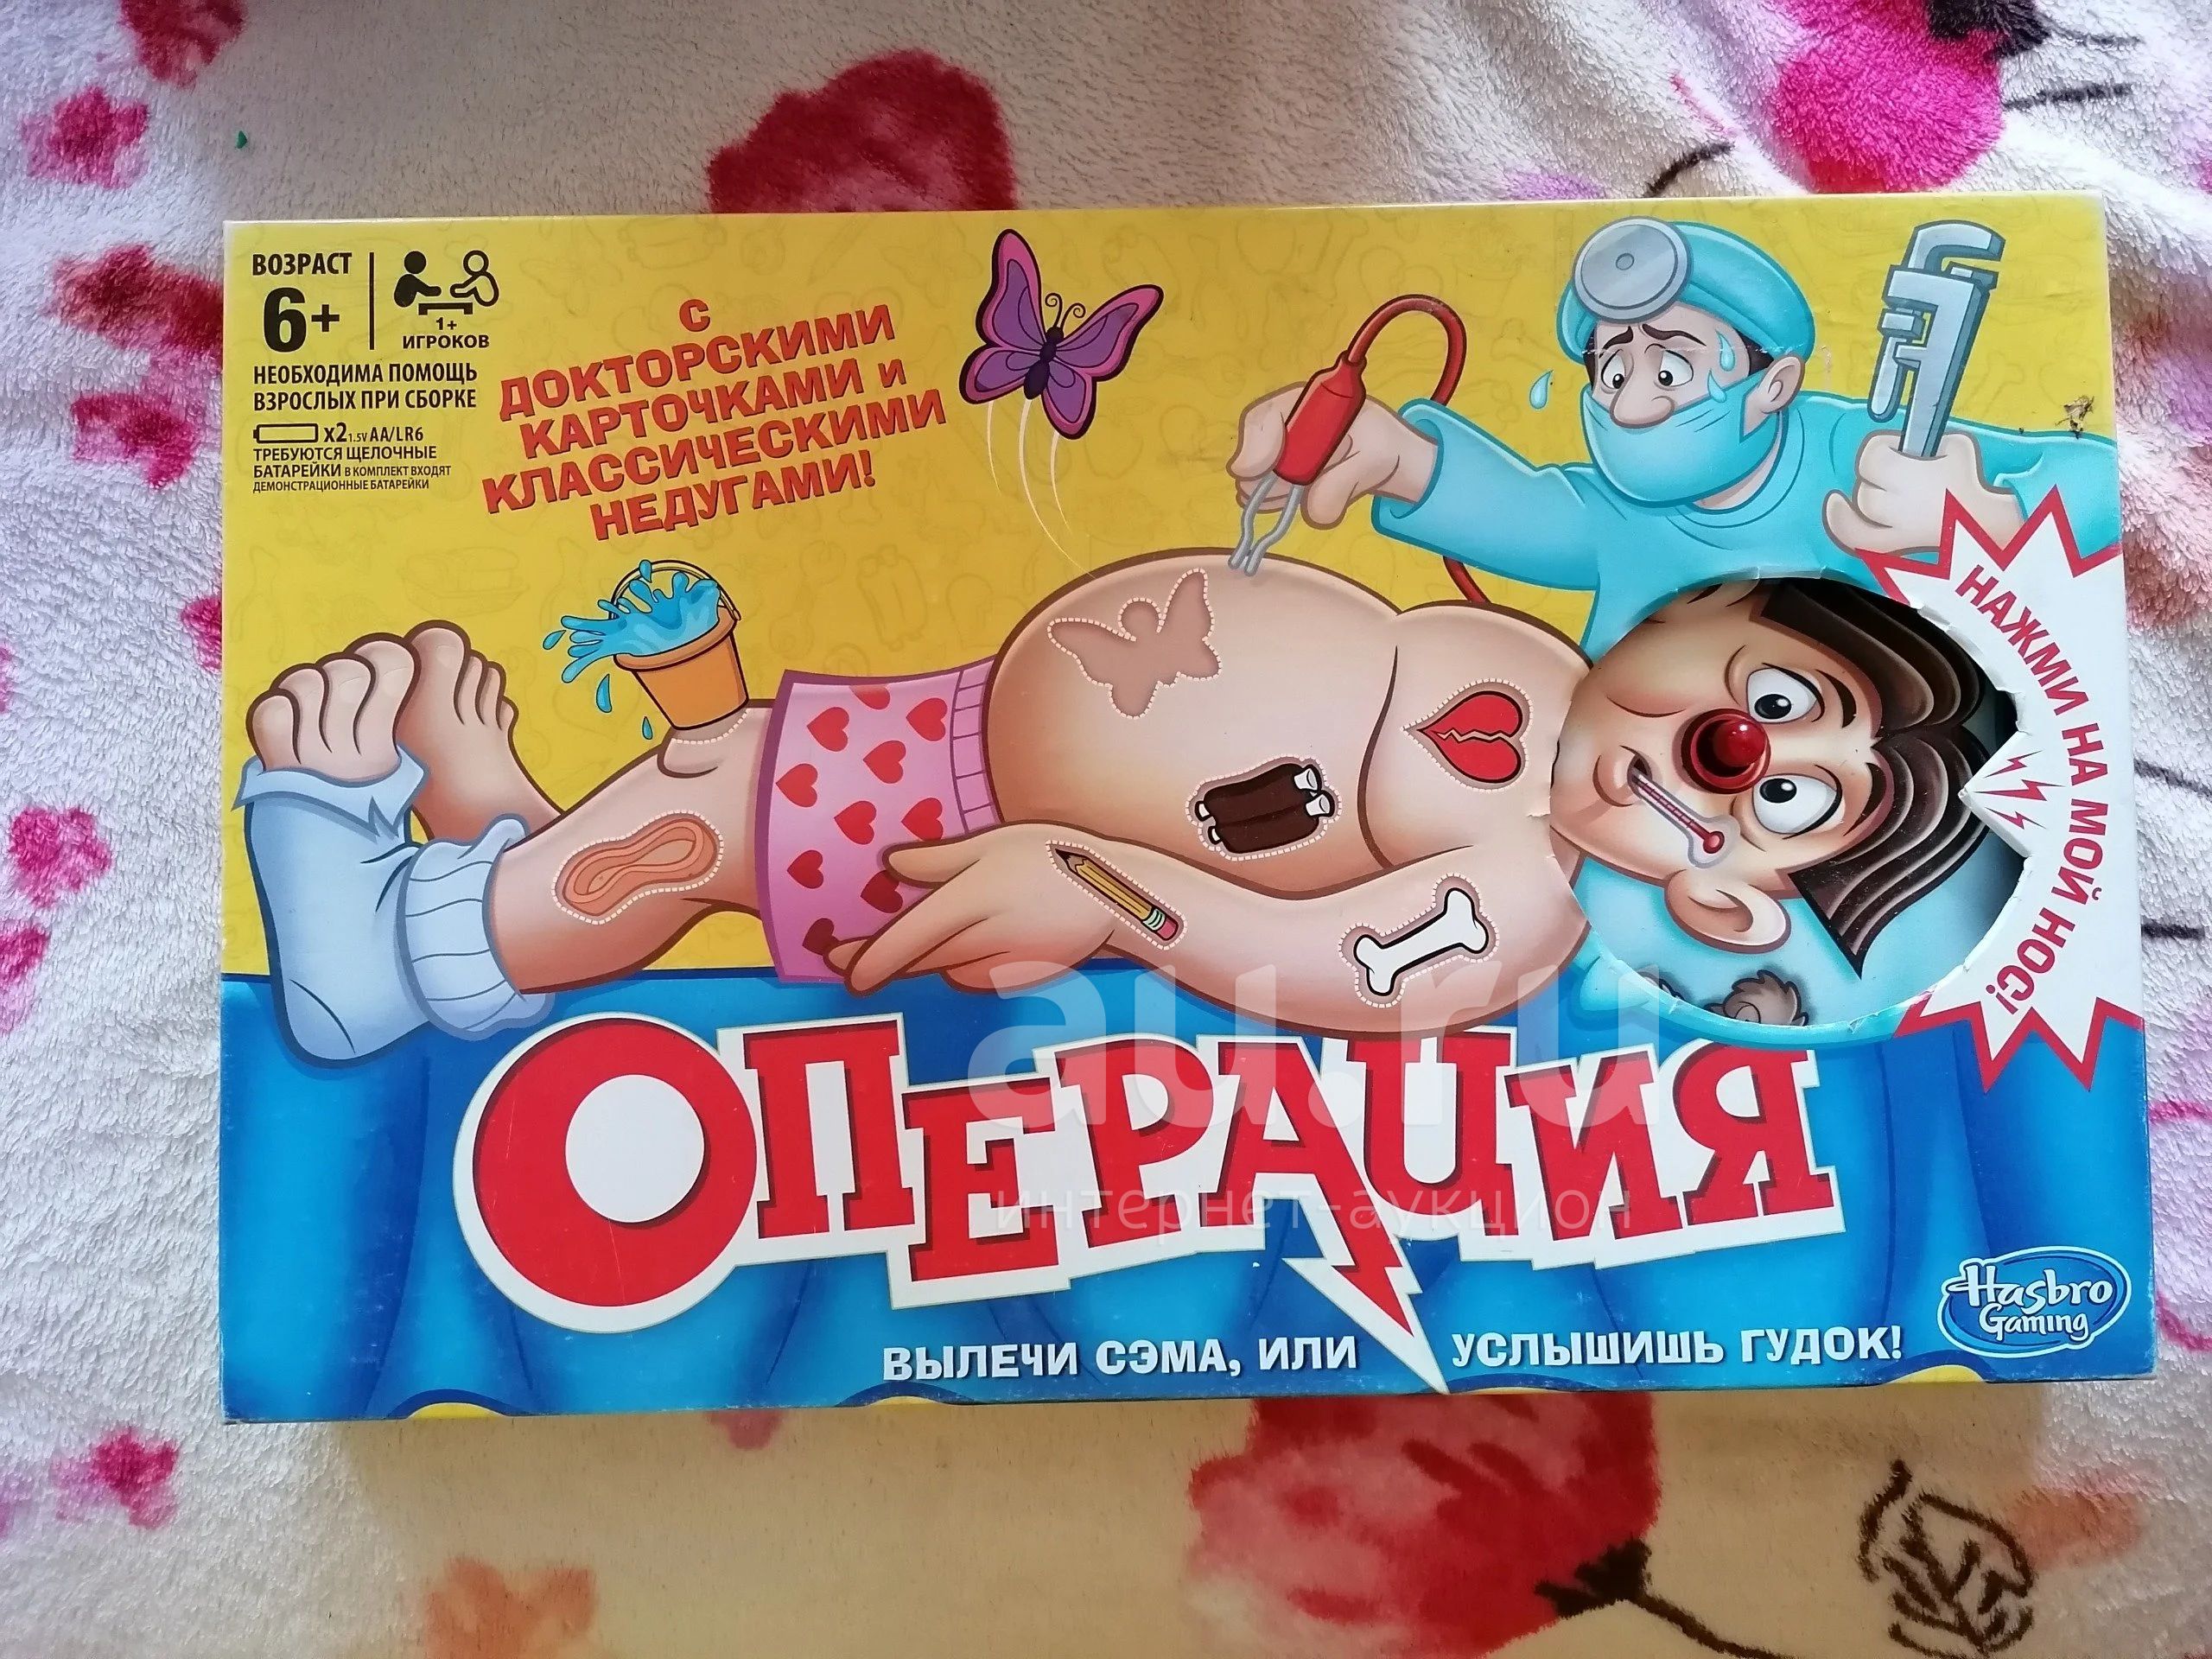 ВОЗРАСТ
6+
1+
ИГРОКОВ
НЕОБХОДИМА ПОМОЩЬ
ВЗРОСЛЫХ ПРИ СБОРКЕ
x2 1.5V AA/LR6
ТРЕБУЮТСЯ ЩЕЛОЧНЫЕ
БАТАРЕЙКИ В КОМПЛЕКТ ВХОДЯТ
ДЕМОНСТРАЦИОННЫЕ БАТАРЕЙКИ
С
ДОКТОРСКИМИ
КАРТОЧКАМИ И
КЛАССИЧЕСКИМИ
НЕДУГАМИ!
НАЖМИ НА МОЙ НОС!
au.ru
ОПЕРАЦИЯ
интернет-аукцион
ВЫЛЕЧИ СЭМА, ИЛИ УСЛЫШИШЬ ГУДОК!
Hasbro
Gaming